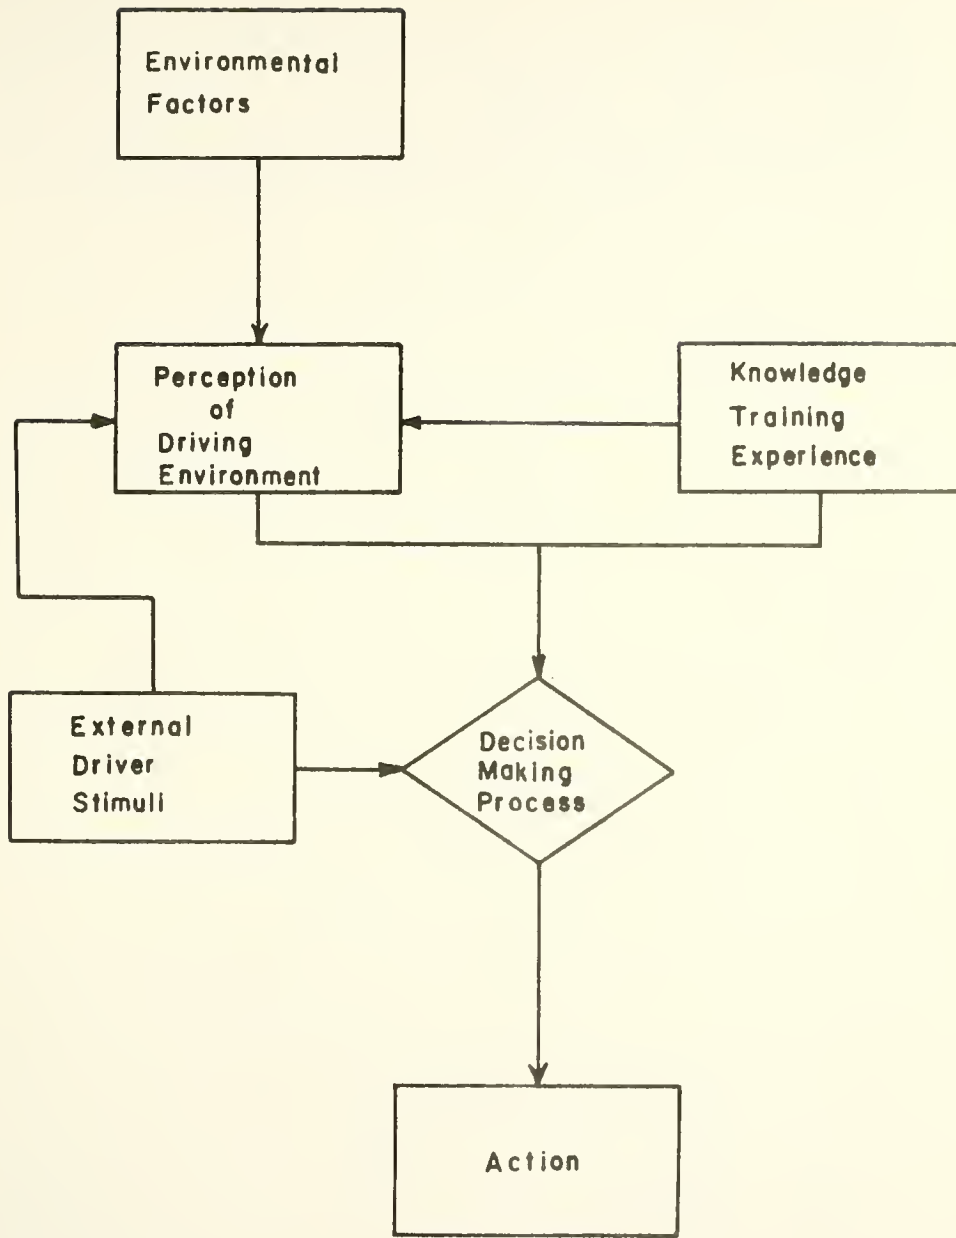 Environmental
Factors
Perception
of
Driving
Environment
Knowledge
Training
Experience
External
Driver
Stimuli
Decision
Making
Process
Action